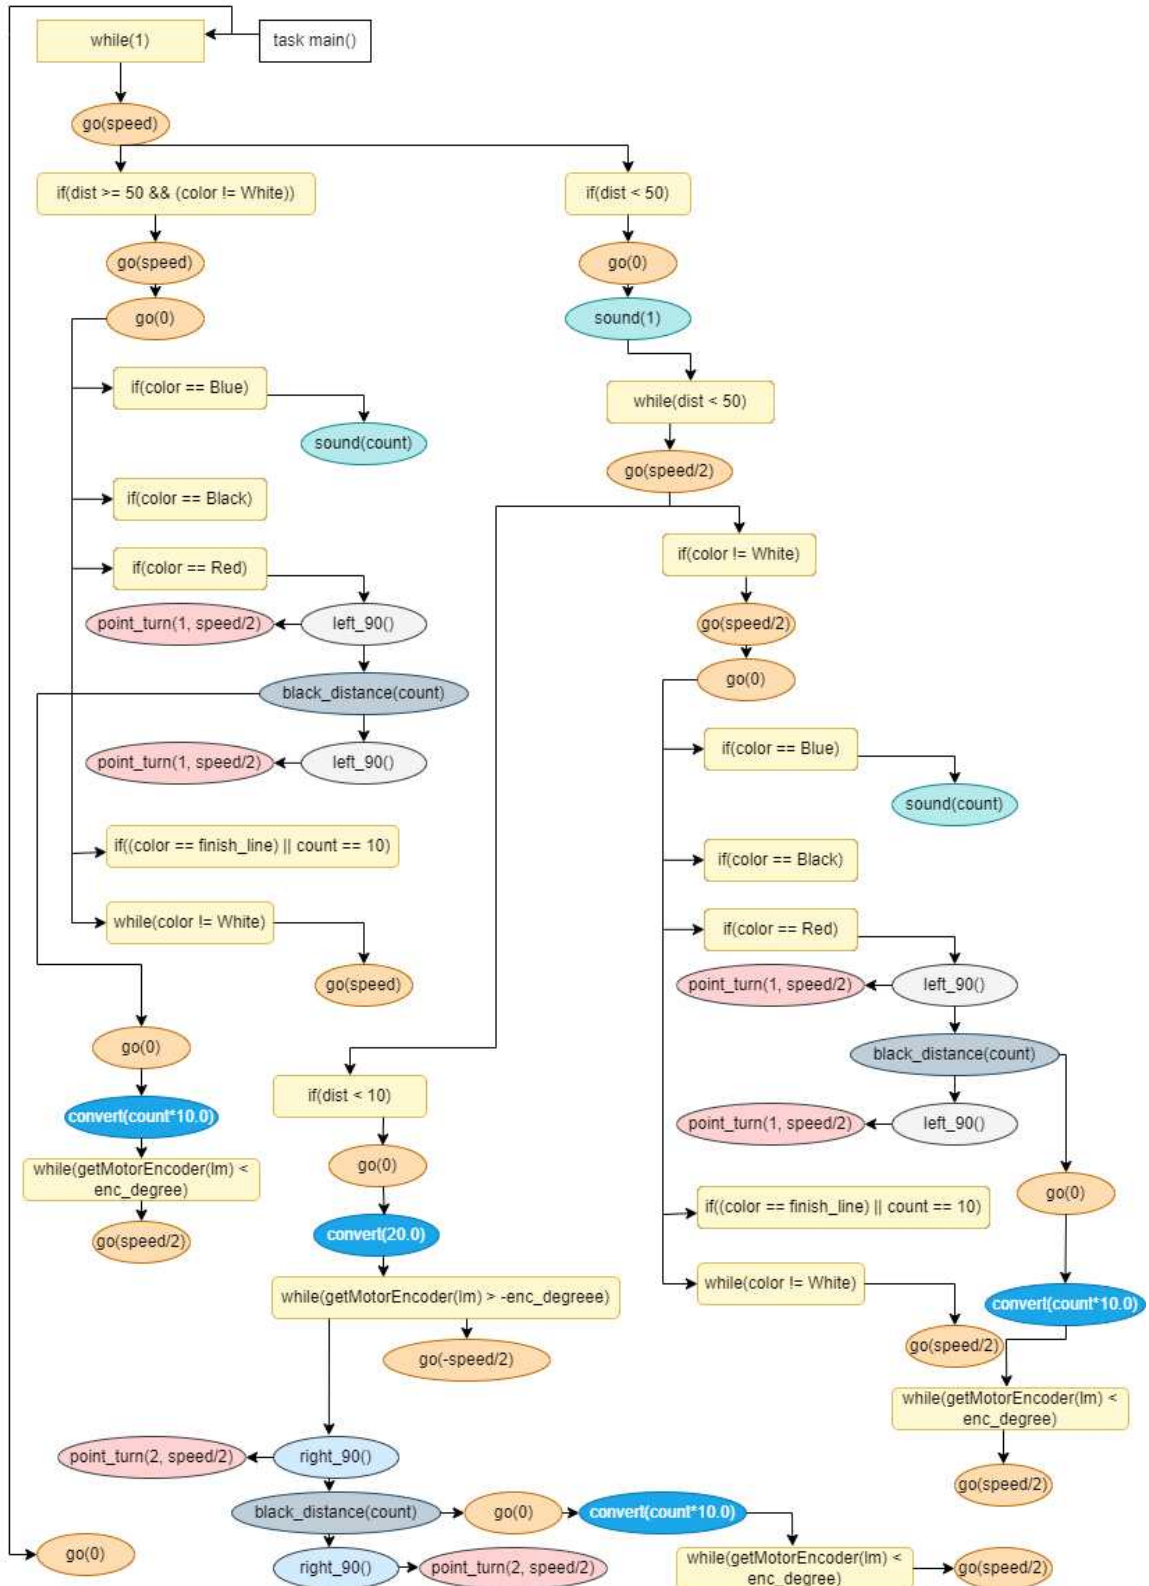 while(1)
task main()
go(speed)
if(dist >= 50 && (color != White))
if(dist < 50)
go(speed)
go(0)
go(0)
sound(1)
if(color == Blue)
while(dist < 50)
sound(count)
go(speed/2)
if(color == Black)
if(color != White)
if(color == Red)
point_turn(1, speed/2)
left_90()
go(speed/2)
black_distance(count)
go(0)
point_turn(1, speed/2)
left_90()
if(color == Blue)
sound(count)
if((color == finish_line) || count == 10)
if(color == Black)
while(color != White)
if(color == Red)
go(speed)
point_turn(1, speed/2)
left_90()
go(0)
black_distance(count)
if(dist < 10)
convert(count*10.0)
point_turn(1, speed/2)
left_90()
go(0)
while(getMotorEncoder(lm) <
enc_degree)
go(0)
if((color == finish_line) || count == 10)
go(speed/2)
convert(20.0)
while(color != White)
while(getMotorEncoder(lm) > -enc_degreee)
convert(count*10.0)
go(speed/2)
go(-speed/2)
while(getMotorEncoder(lm) <
enc_degree)
point_turn(2, speed/2)
right_90()
go(speed/2)
black_distance(count)
go(0)
convert(count*10.0)
go(0)
right_90()
point_turn(2, speed/2)
while(getMotorEncoder(lm) <
enc_degree)
go(speed/2)